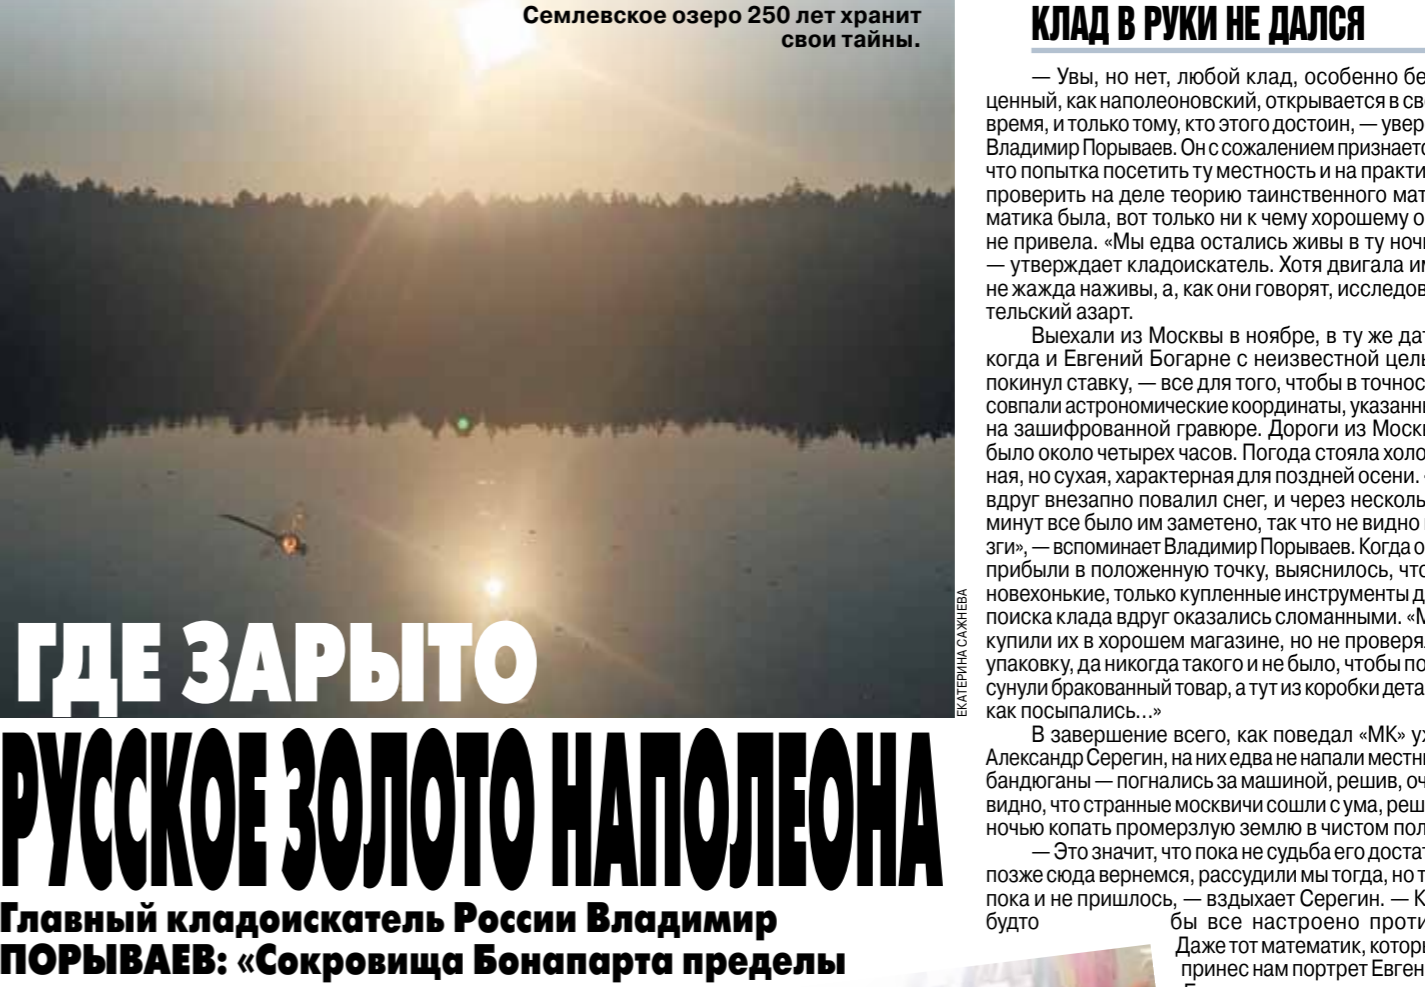 Семлевское озеро 250 лет хранит
свои тайны.
ЕКАТЕРИНА САЖНЕВА
ГДЕ ЗАРЫТО
РУССКОЕ ЗОЛОТО НАПОЛЕОНА
Главный кладоискатель России Владимир
ПОРЫВАЕВ: «Сокровища Бонапарта пределы
КЛАД В РУКИ НЕ ДАЛСЯ
— Увы, но нет, любой клад, особенно бе
ценный, как наполеоновский, открывается в св
время, и только тому, кто этого достоин, — увер
Владимир Порываев. Он с сожалением признаетс
что попытка посетить ту местность и на практи
проверить на деле теорию таинственного мат
матика была, вот только ни к чему хорошему о
не привела. «Мы едва остались живы в ту ноч
— утверждает кладоискатель. Хотя двигала им
не жажда наживы, а, как они говорят, исследов
тельский азарт.
Выехали из Москвы в ноябре, в ту же дат
когда и Евгений Богарне с неизвестной цель
покинул ставку, — все для того, чтобы в точнос
совпали астрономические координаты, указанн
на зашифрованной гравюре. Дороги из Москв
было около четырех часов. Погода стояла холо
ная, но сухая, характерная для поздней осени.
вдруг внезапно повалил снег, и через нескольк
минут все было им заметено, так что не видно
зги», — вспоминает Владимир Порываев. Когда о
прибыли в положенную точку, выяснилось, что
новехонькие, только купленные инструменты д
поиска клада вдруг оказались сломанными. «М
купили их в хорошем магазине, но не проверя
упаковку, да никогда такого и не было, чтобы по
сунули бракованный товар, а тут из коробки дета
как посыпались…»
В завершение всего, как поведал «МК» уж
Александр Серегин, на них едва не напали местн
бандюганы — погнались за машиной, решив, оч
видно, что странные москвичи сошли с ума, реш
ночью копать промерзлую землю в чистом пол
— Это значит, что пока не судьба его достат
позже сюда вернемся, рассудили мы тогда, но т
пока и не пришлось, — вздыхает Серегин. — К
будто бы все настроено проти
Даже тот математик, котор
принес нам портрет Евген